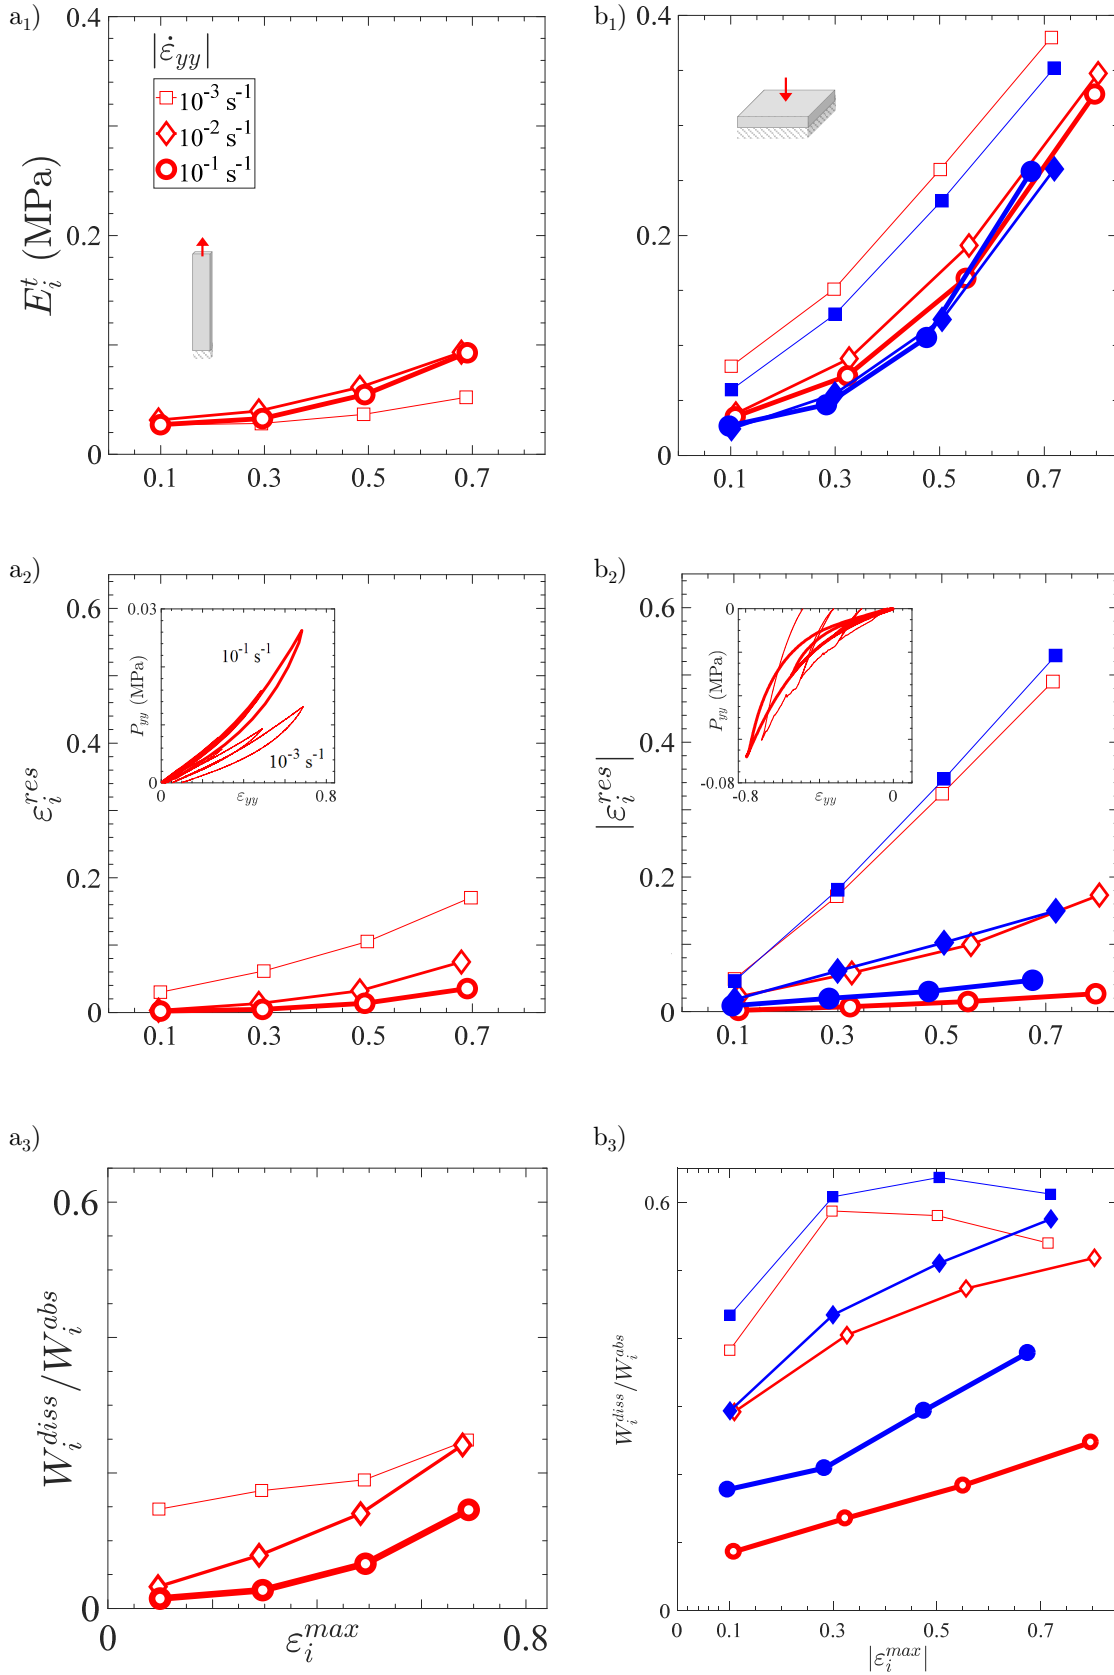 a₁)
0.4
|ε̇yy|
10⁻³ s⁻¹
10⁻² s⁻¹
10⁻¹ s⁻¹
Eᵢᵗ (MPa)
0.2
0
0.1 0.3 0.5 0.7
b₁)
0.4
0.2
0
0.1 0.3 0.5 0.7
a₂)
0.6
0.4
0.2
0
εᵢʳᵉˢ
0.1 0.3 0.5 0.7
0.03
Pyy (MPa)
0
10⁻¹ s⁻¹
10⁻³ s⁻¹
0 εyy 0.8
b₂)
0.6
0.4
0.2
0
|εᵢʳᵉˢ|
0.1 0.3 0.5 0.7
0
Pyy (MPa)
-0.08
-0.8 εyy 0
a₃)
0.6
Wᵢᵈⁱˢˢ/Wᵢᵃᵇˢ
0
0 εᵢᵐᵃˣ 0.8
b₃)
0.6
Wᵢᵈⁱˢˢ/Wᵢᵃᵇˢ
0
0 0.1 0.3 0.5 0.7
|εᵢᵐᵃˣ|